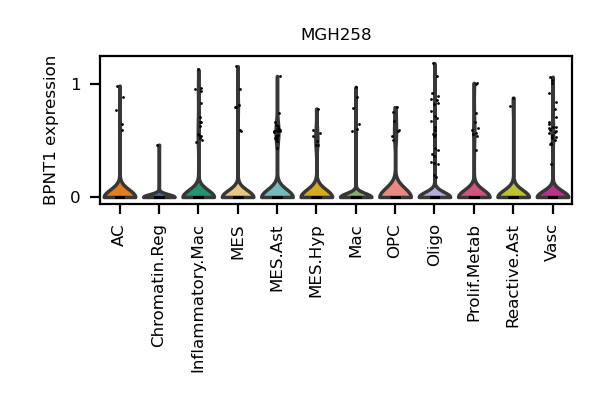 MGH258
BPNT1 expression
1
0
AC
Chromatin.Reg
Inflammatory.Mac
MES
MES.Ast
MES.Hyp
Mac
OPC
Oligo
Prolif.Metab
Reactive.Ast
Vasc